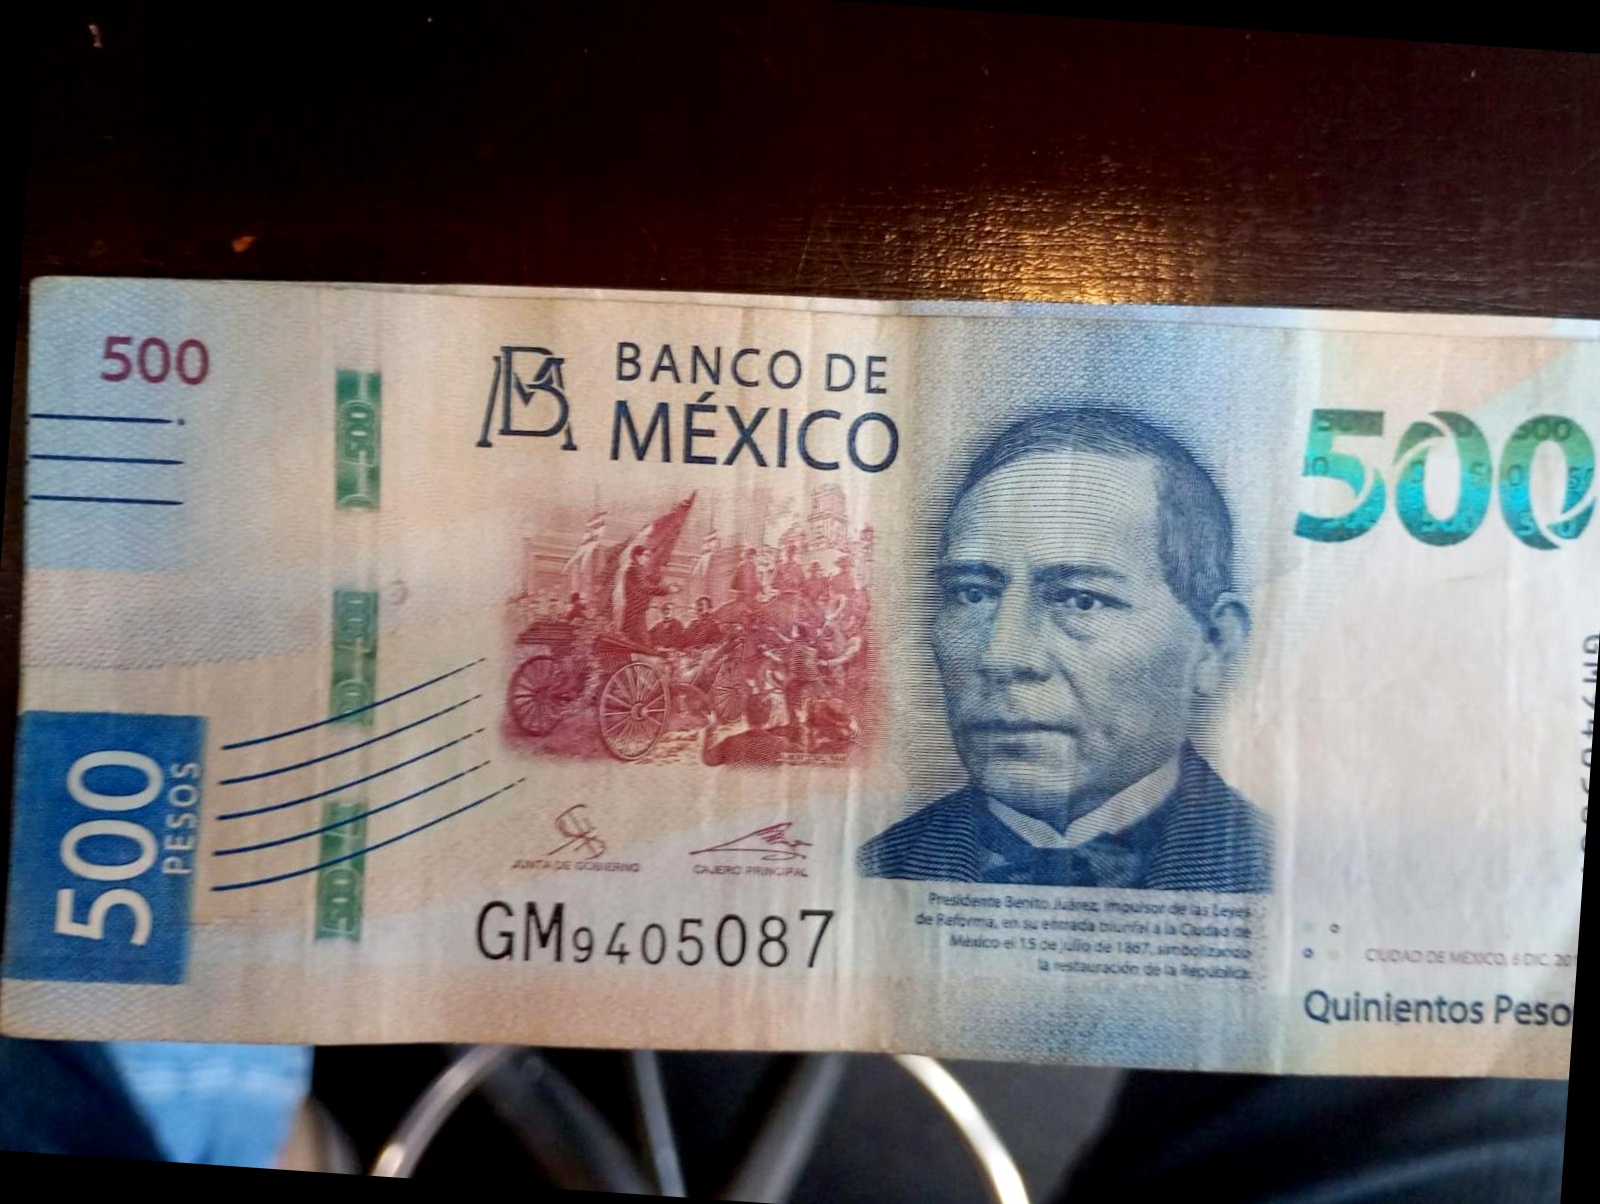 500
BANCO DE
MÉXICO
500
500
PESOS
JUNTA DE GOBIERNO
CAJERO PRINCIPAL
GM9405087
Presidente Benito Juárez, impulsor de las Leyes
de Reforma, en su entrada triunfal a la Ciudad de
México el 15 de julio de 1867, simbolizando
la restauración de la República.
CIUDAD DE MÉXICO, 6 DIC. 20
Quinientos Peso